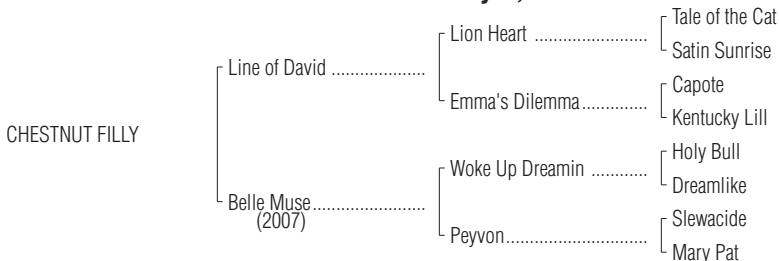 Tale of the Cat
Lion Heart ........................
Satin Sunrise
Line of David ....................
Capote
Emma's Dilemma..............
Kentucky Lill
CHESTNUT FILLY
Holy Bull
Woke Up Dreamin ............
Dreamlike
Belle Muse........................
(2007)
Slewacide
Peyvon..............................
Mary Pat